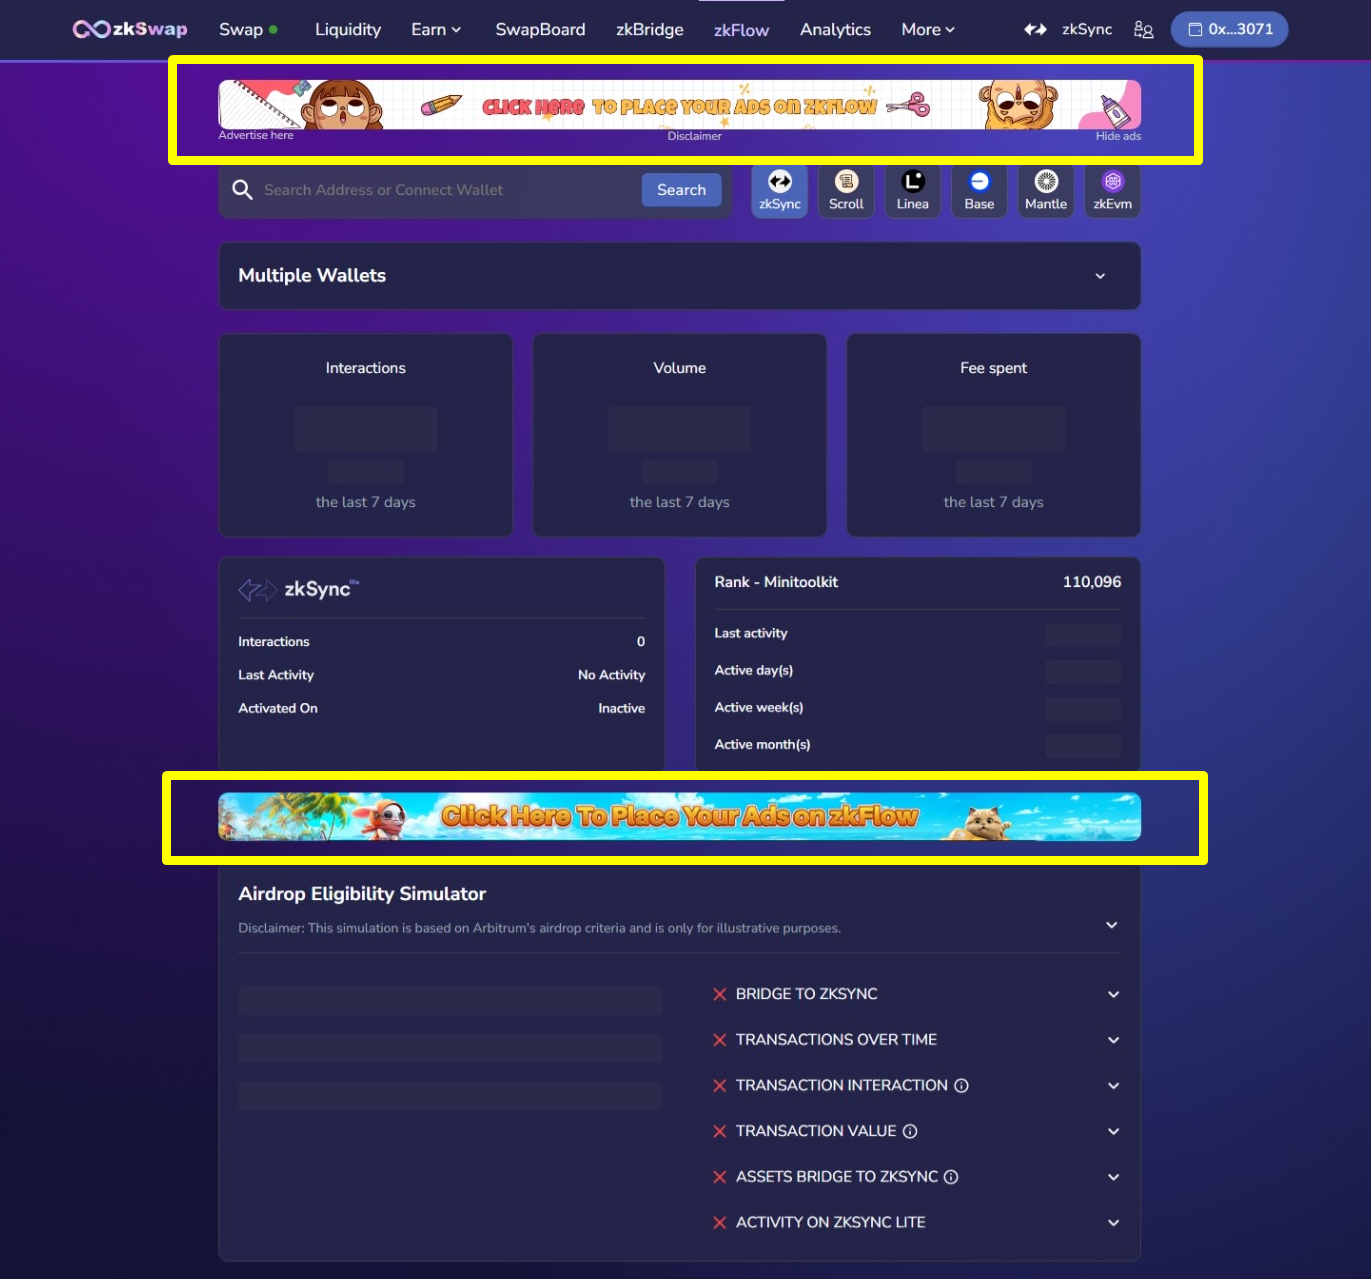 zkSwap Swap Liquidity Earn SwapBoard zkBridge zkFlow Analytics More zkSync 0x...3071
CLICK HERE TO PLACE YOUR ADS ON ZKFLOW
Advertise here Disclaimer Hide ads
Search Address or Connect Wallet Search zkSync Scroll Linea Base Mantle zkEvm
Multiple Wallets
Interactions Volume Fee spent
the last 7 days the last 7 days the last 7 days
zkSync lite
Interactions 0
Last Activity No Activity
Activated On Inactive
Rank - Minitoolkit 110,096
Last activity
Active day(s)
Active week(s)
Active month(s)
Click Here To Place Your Ads on zkFlow
Airdrop Eligibility Simulator
Disclaimer: This simulation is based on Arbitrum's airdrop criteria and is only for illustrative purposes.
BRIDGE TO ZKSYNC
TRANSACTIONS OVER TIME
TRANSACTION INTERACTION
TRANSACTION VALUE
ASSETS BRIDGE TO ZKSYNC
ACTIVITY ON ZKSYNC LITE